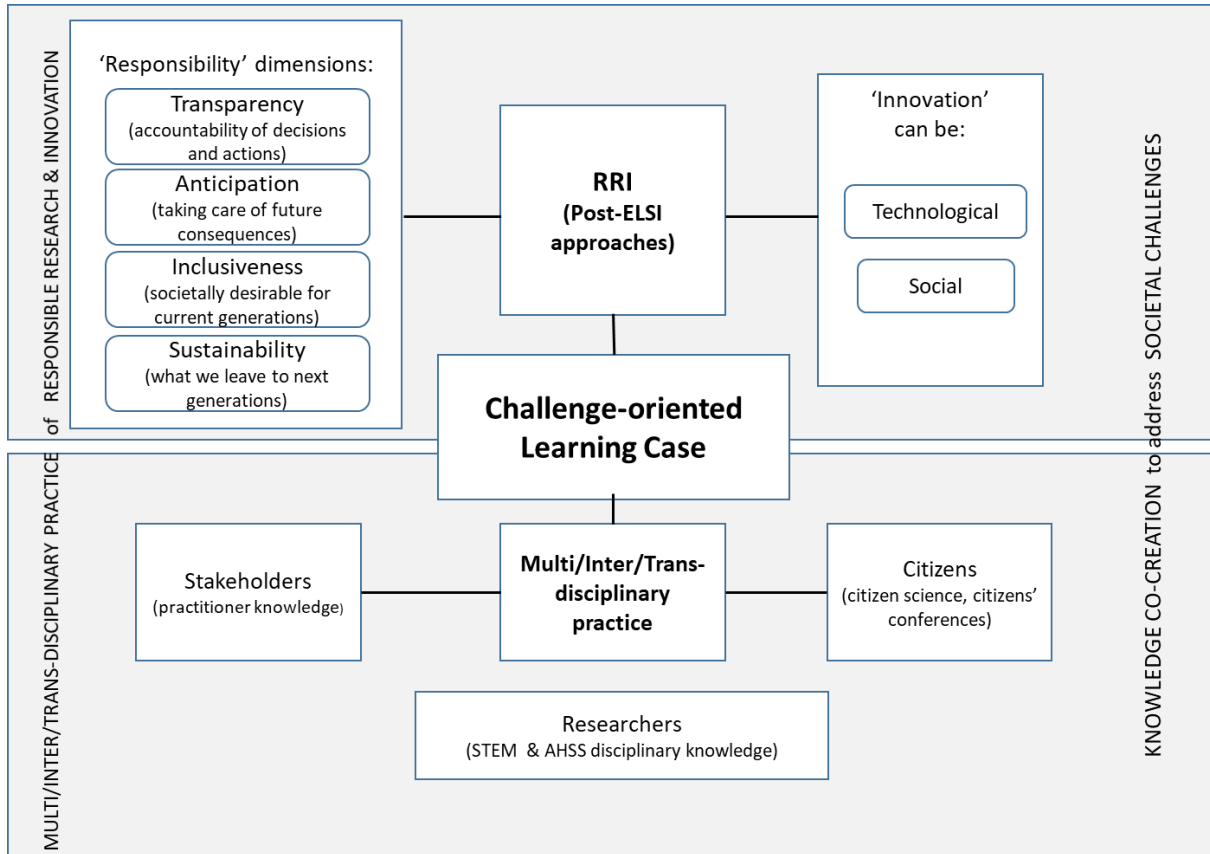 MULTI/INTER/TRANS-DISCIPLINARY PRACTICE of RESPONSIBLE RESEARCH & INNOVATION
‘Responsibility’ dimensions:
Transparency
(accountability of decisions
and actions)
Anticipation
(taking care of future
consequences)
Inclusiveness
(societally desirable for
current generations)
Sustainability
(what we leave to next
generations)
RRI
(Post-ELSI
approaches)
‘Innovation’
can be:
Technological
Social
Challenge-oriented
Learning Case
Stakeholders
(practitioner knowledge)
Multi/Inter/Trans-
disciplinary
practice
Citizens
(citizen science, citizens’
conferences)
Researchers
(STEM & AHSS disciplinary knowledge)
KNOWLEDGE CO-CREATION to address SOCIETAL CHALLENGES